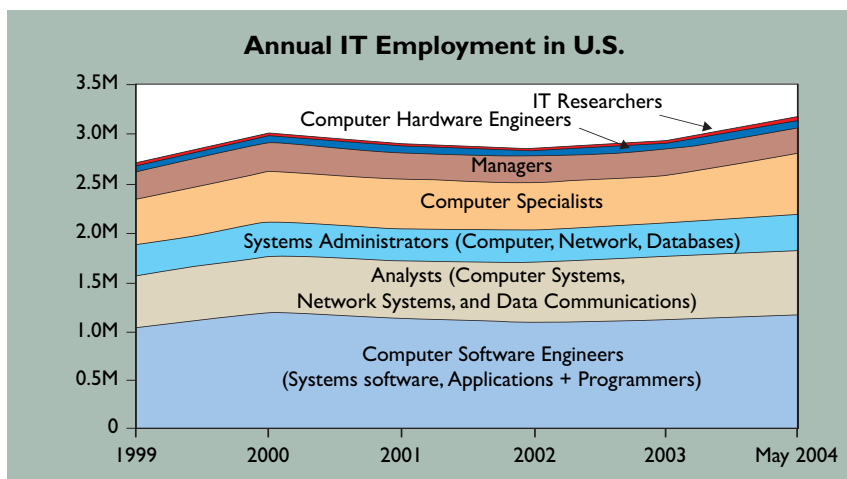 Annual IT Employment in U.S.
3.5M
3.0M
2.5M
2.0M
1.5M
1.0M
0.5M
0
IT Researchers
Computer Hardware Engineers
Managers
Computer Specialists
Systems Administrators (Computer, Network, Databases)
Analysts (Computer Systems,
Network Systems, and Data Communications)
Computer Software Engineers
(Systems software, Applications + Programmers)
1999 2000 2001 2002 2003 May 2004